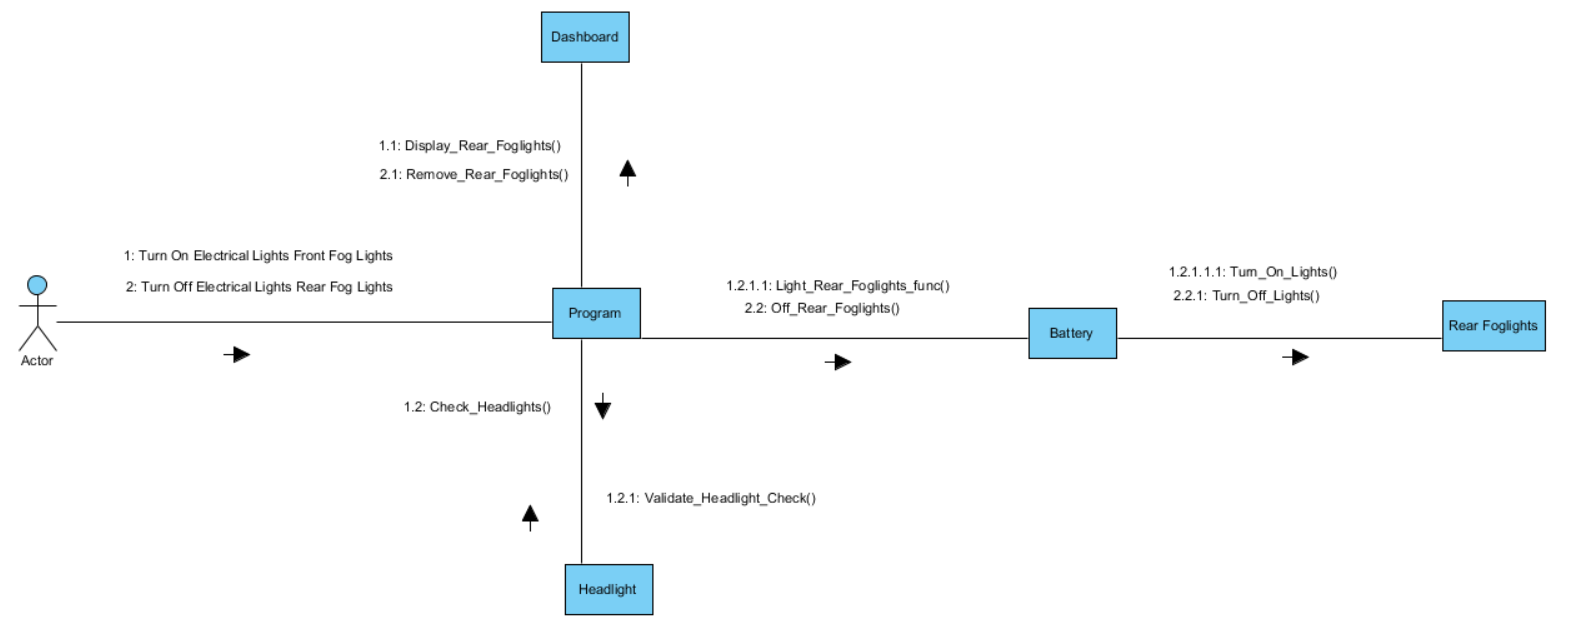 Dashboard
1.1: Display_Rear_Foglights()
2.1: Remove_Rear_Foglights()
1: Turn On Electrical Lights Front Fog Lights
2: Turn Off Electrical Lights Rear Fog Lights
Actor
Program
1.2.1.1: Light_Rear_Foglights_func()
2.2: Off_Rear_Foglights()
Battery
1.2.1.1.1: Turn_On_Lights()
2.2.1: Turn_Off_Lights()
Rear Foglights
1.2: Check_Headlights()
1.2.1: Validate_Headlight_Check()
Headlight